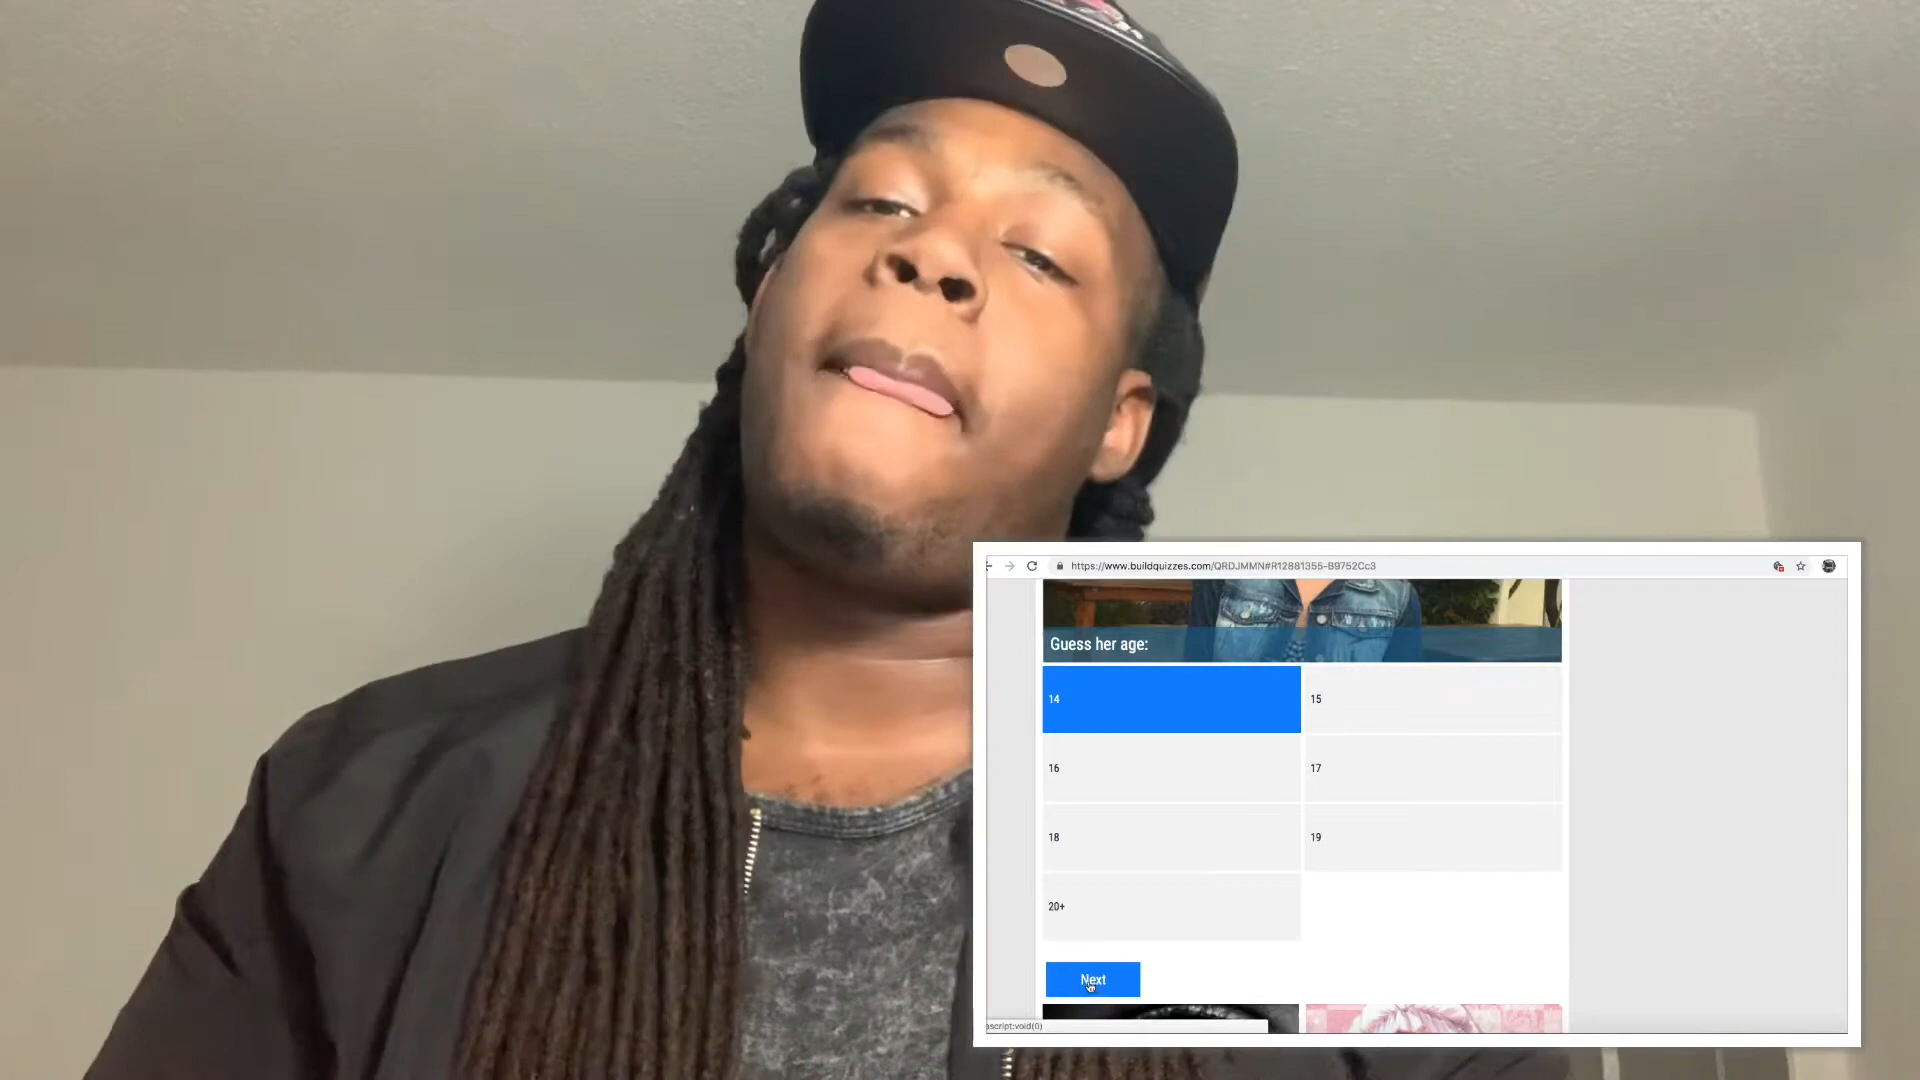 https://www.buildquizzes.com/QRDJMMN#R12881355-B9752Cc3
Guess her age:
14
15
16
17
18
19
20+
Next
ascript:void(0)